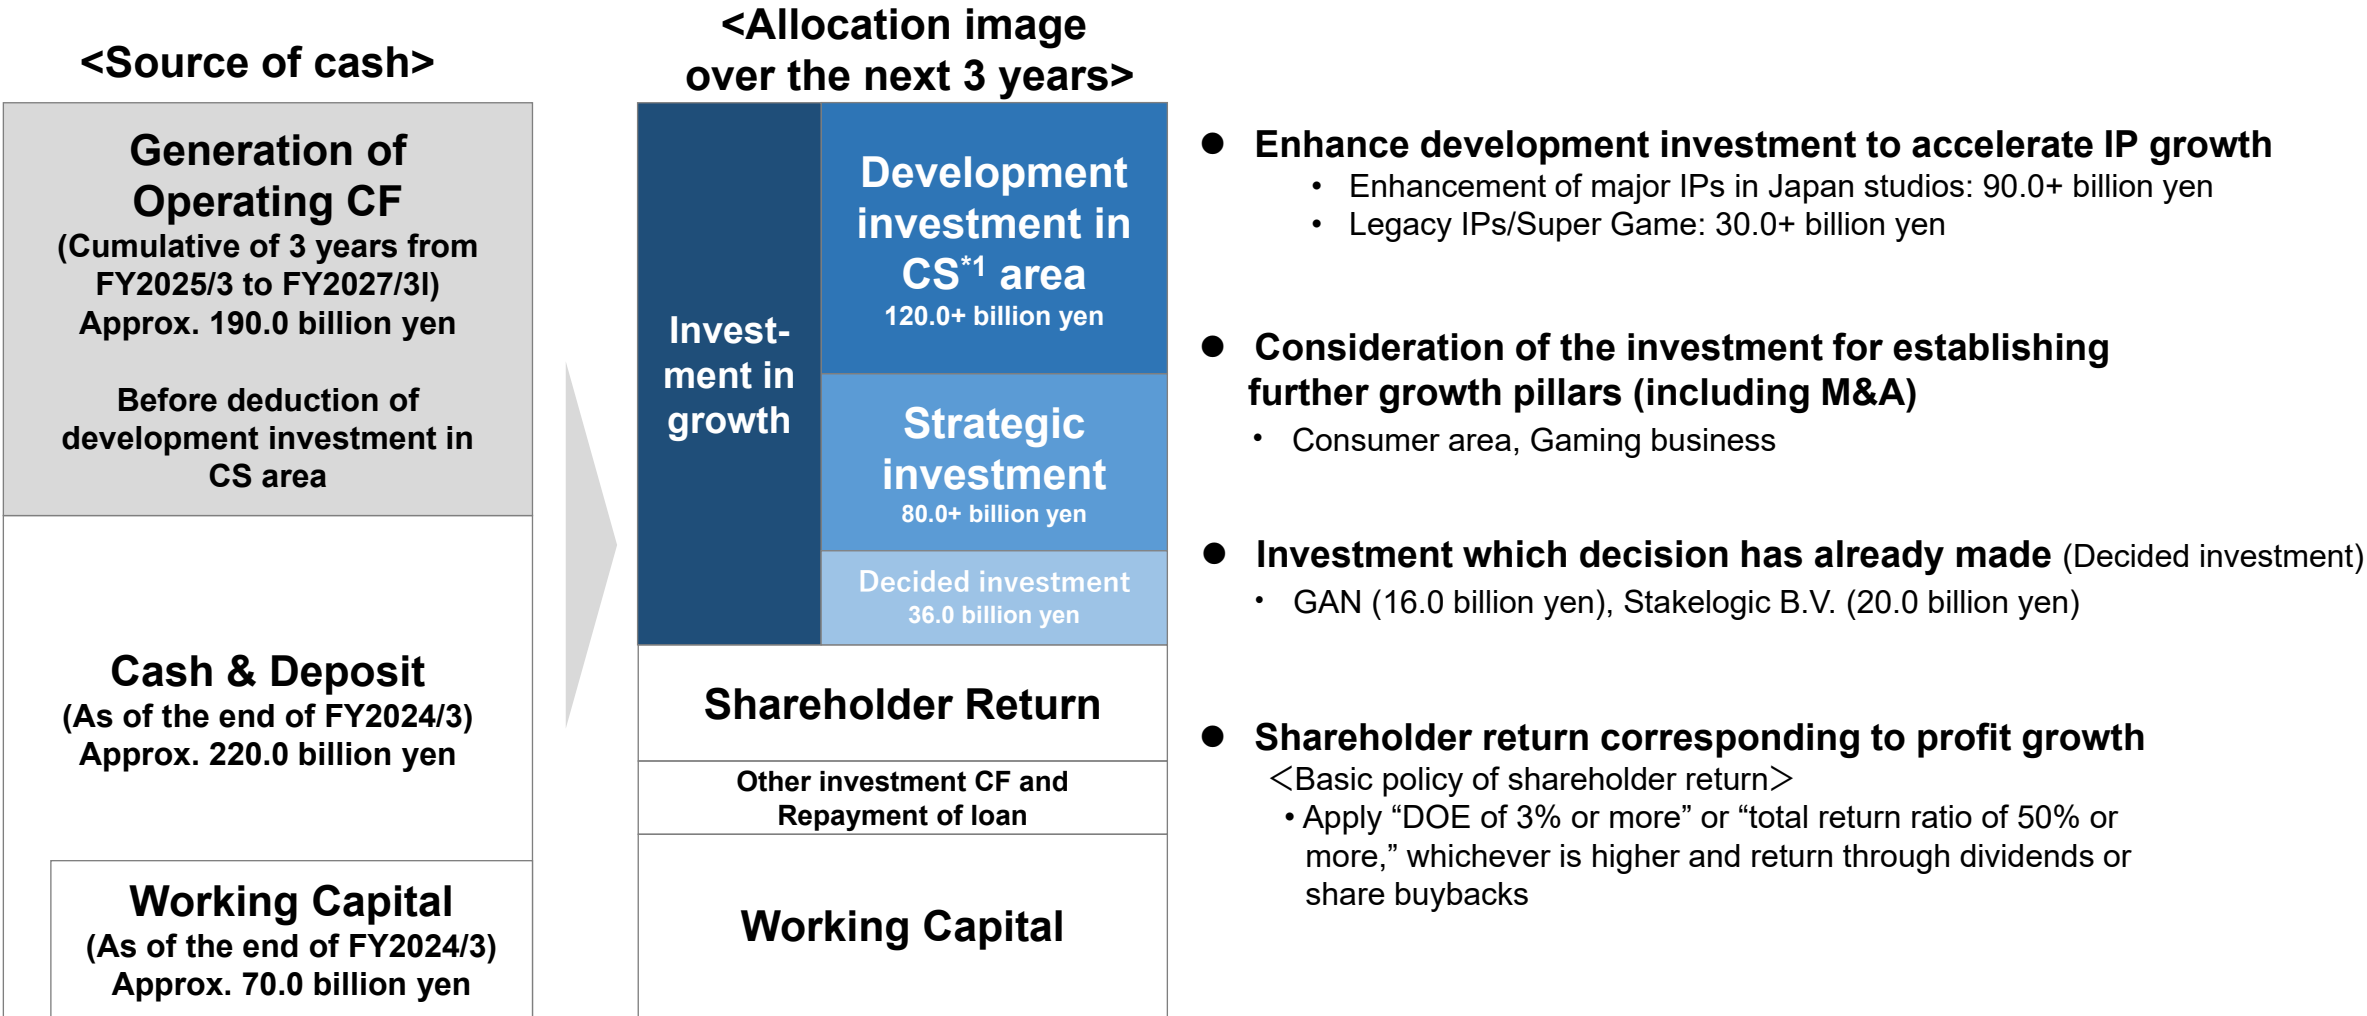 <Source of cash>
Generation of
Operating CF
(Cumulative of 3 years from
FY2025/3 to FY2027/3I)
Approx. 190.0 billion yen
Before deduction of
development investment in
CS area
Cash & Deposit
(As of the end of FY2024/3)
Approx. 220.0 billion yen
Working Capital
(As of the end of FY2024/3)
Approx. 70.0 billion yen
<Allocation image
over the next 3 years>
Invest-
ment in
growth
Development
investment in
CS*1 area
120.0+ billion yen
Strategic
investment
80.0+ billion yen
Decided investment
36.0 billion yen
Shareholder Return
Other investment CF and
Repayment of loan
Working Capital
● Enhance development investment to accelerate IP growth
• Enhancement of major IPs in Japan studios: 90.0+ billion yen
• Legacy IPs/Super Game: 30.0+ billion yen
● Consideration of the investment for establishing
further growth pillars (including M&A)
• Consumer area, Gaming business
● Investment which decision has already made (Decided investment)
• GAN (16.0 billion yen), Stakelogic B.V. (20.0 billion yen)
● Shareholder return corresponding to profit growth
＜Basic policy of shareholder return＞
• Apply “DOE of 3% or more” or “total return ratio of 50% or
more,” whichever is higher and return through dividends or
share buybacks